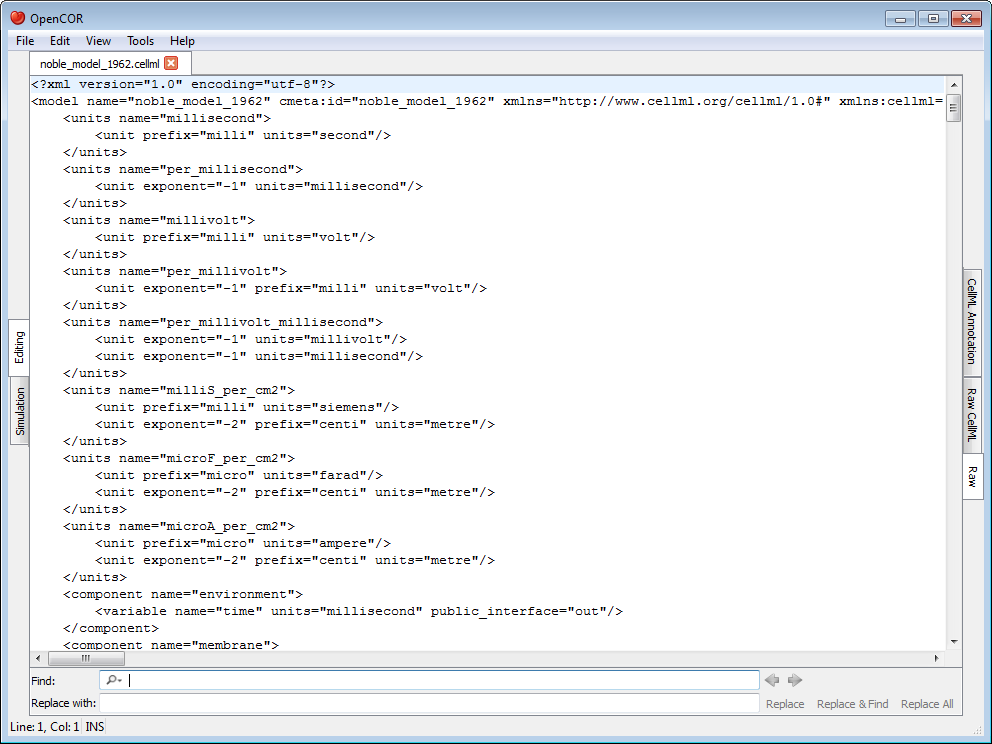 OpenCOR
File Edit View Tools Help
noble_model_1962.cellml
<?xml version="1.0" encoding="utf-8"?>
<model name="noble_model_1962" cmeta:id="noble_model_1962" xmlns="http://www.cellml.org/cellml/1.0#" xmlns:cellml=
    <units name="millisecond">
        <unit prefix="milli" units="second"/>
    </units>
    <units name="per_millisecond">
        <unit exponent="-1" units="millisecond"/>
    </units>
    <units name="millivolt">
        <unit prefix="milli" units="volt"/>
    </units>
    <units name="per_millivolt">
        <unit exponent="-1" prefix="milli" units="volt"/>
    </units>
    <units name="per_millivolt_millisecond">
        <unit exponent="-1" units="millivolt"/>
        <unit exponent="-1" units="millisecond"/>
    </units>
    <units name="milliS_per_cm2">
        <unit prefix="milli" units="siemens"/>
        <unit exponent="-2" prefix="centi" units="metre"/>
    </units>
    <units name="microF_per_cm2">
        <unit prefix="micro" units="farad"/>
        <unit exponent="-2" prefix="centi" units="metre"/>
    </units>
    <units name="microA_per_cm2">
        <unit prefix="micro" units="ampere"/>
        <unit exponent="-2" prefix="centi" units="metre"/>
    </units>
    <component name="environment">
        <variable name="time" units="millisecond" public_interface="out"/>
    </component>
    <component name="membrane">
Editing
Simulation
CellML Annotation
Raw CellML
Raw
Find:
Replace with:
Replace Replace & Find Replace All
Line: 1, Col: 1 INS